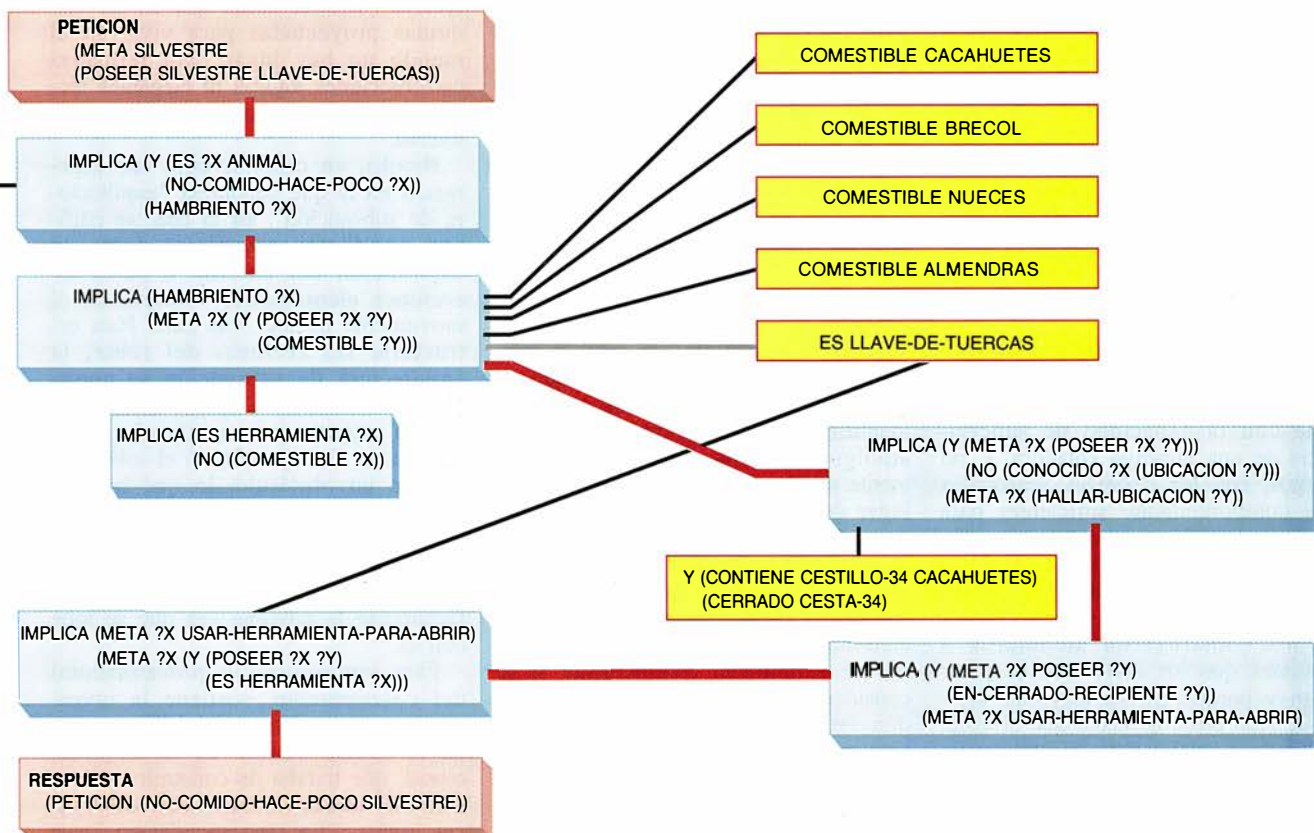 PETICION
(META SILVESTRE
(POSEER SILVESTRE LLAVE-DE-TUERCAS))
IMPLICA (Y (ES ?X ANIMAL)
(NO-COMIDO-HACE-POCO ?X))
(HAMBRIENTO ?X)
IMPLICA (HAMBRIENTO ?X)
(META ?X (Y (POSEER ?X ?Y)
(COMESTIBLE ?Y)))
IMPLICA (ES HERRAMIENTA ?X)
(NO (COMESTIBLE ?X))
COMESTIBLE CACAHUETES
COMESTIBLE BRECOL
COMESTIBLE NUECES
COMESTIBLE ALMENDRAS
ES LLAVE-DE-TUERCAS
IMPLICA (Y (META ?X (POSEER ?X ?Y)))
(NO (CONOCIDO ?X (UBICACION ?Y)))
(META ?X (HALLAR-UBICACION ?Y))
Y (CONTIENE CESTILLO-34 CACAHUETES)
(CERRADO CESTA-34)
IMPLICA (Y (META ?X POSEER ?Y)
(EN-CERRADO-RECIPIENTE ?Y))
(META ?X USAR-HERRAMIENTA-PARA-ABRIR)
IMPLICA (META ?X USAR-HERRAMIENTA-PARA-ABRIR)
(META ?X (Y (POSEER ?X ?Y)
(ES HERRAMIENTA ?X)))
RESPUESTA
(PETICION (NO-COMIDO-HACE-POCO SILVESTRE))